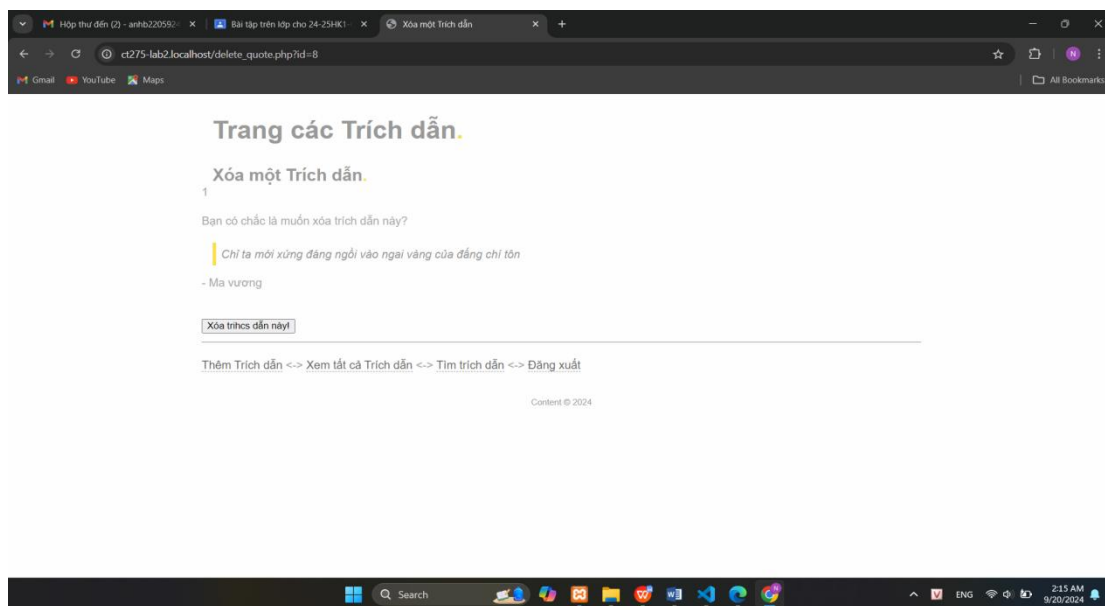 Hộp thư đến (2) - anhb220592
Bài tập trên lớp cho 24-25HK1-
Xóa một Trích dẫn
ct275-lab2.localhost/delete_quote.php?id=8
N
Gmail
YouTube
Maps
All Bookmarks
Trang các Trích dẫn.
Xóa một Trích dẫn.
1
Bạn có chắc là muốn xóa trích dẫn này?
Chỉ ta mới xứng đáng ngồi vào ngai vàng của đấng chí tôn
- Ma vương
Xóa trihcs dẫn này!
Thêm Trích dẫn <-> Xem tất cả Trích dẫn <-> Tìm trích dẫn <-> Đăng xuất
Content © 2024
Search
V
ENG
2:15 AM
9/20/2024